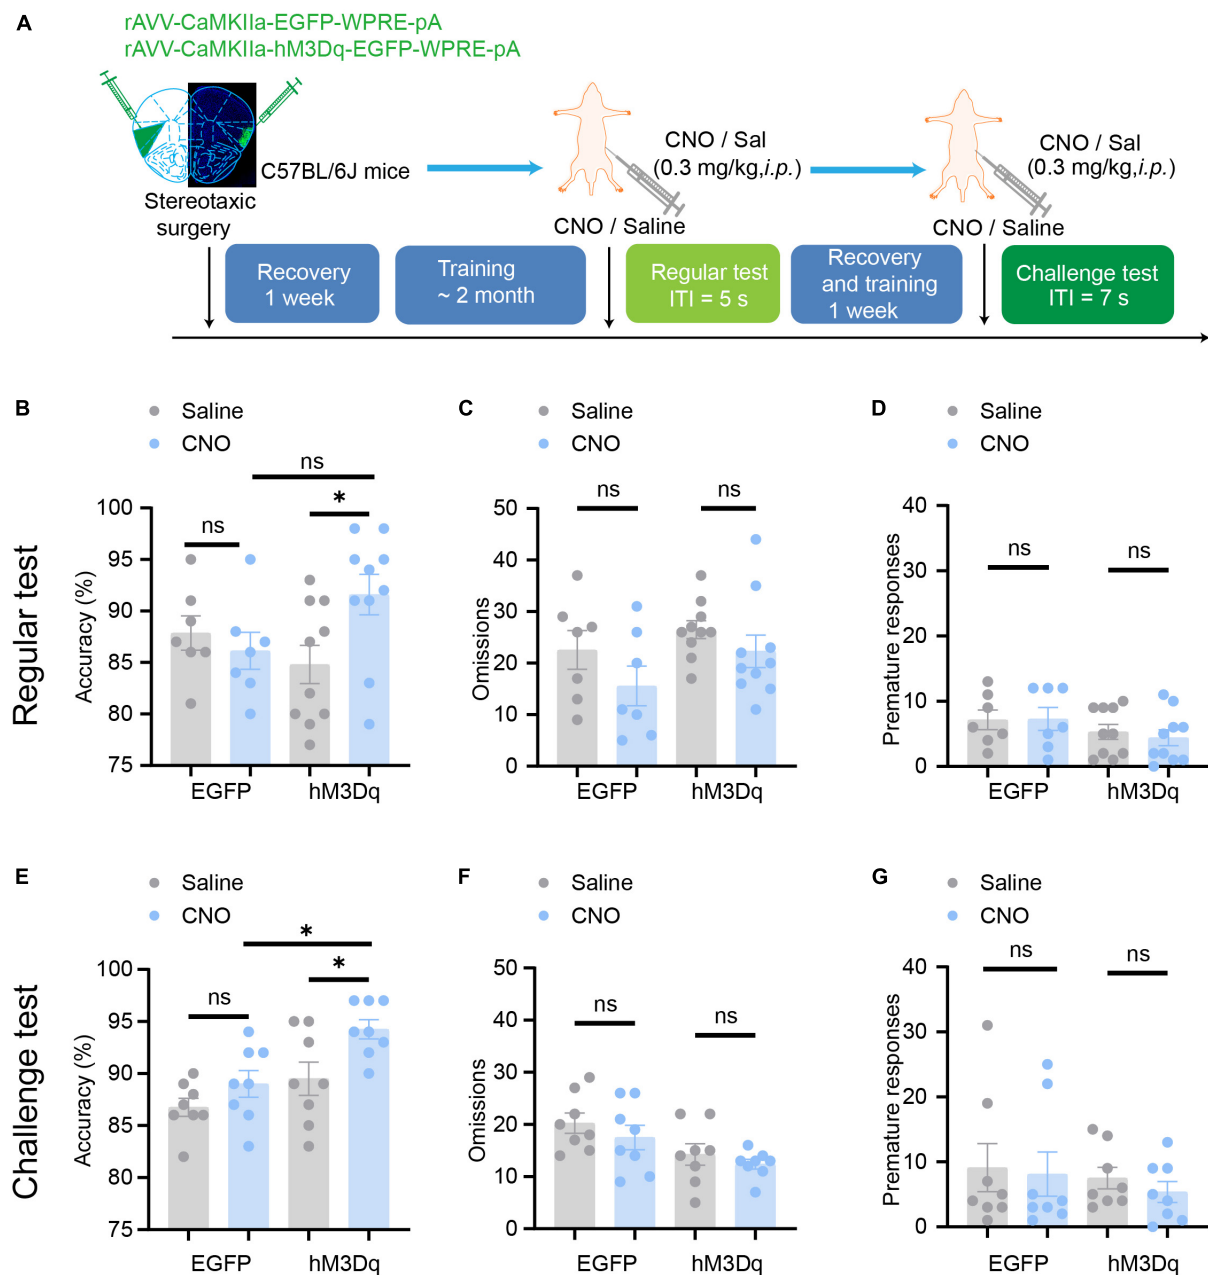 A
rAVV-CaMKIIa-EGFP-WPRE-pA
rAVV-CaMKIIa-hM3Dq-EGFP-WPRE-pA
C57BL/6J mice
Stereotaxic
surgery
CNO / Sal
(0.3 mg/kg,i.p.)
CNO / Saline
CNO / Sal
(0.3 mg/kg,i.p.)
CNO / Saline
Recovery
1 week
Training
~ 2 month
Regular test
ITI = 5 s
Recovery
and training
1 week
Challenge test
ITI = 7 s
Regular test
B
Saline
CNO
ns
ns
*
Accuracy (%)
100
95
90
85
80
75
EGFP
hM3Dq
C
Saline
CNO
ns
ns
Omissions
50
40
30
20
10
0
EGFP
hM3Dq
D
Saline
CNO
ns
ns
Premature responses
40
30
20
10
0
EGFP
hM3Dq
Challenge test
E
Saline
CNO
*
ns
*
Accuracy (%)
100
95
90
85
80
75
EGFP
hM3Dq
F
Saline
CNO
ns
ns
Omissions
50
40
30
20
10
0
EGFP
hM3Dq
G
Saline
CNO
ns
ns
Premature responses
40
30
20
10
0
EGFP
hM3Dq